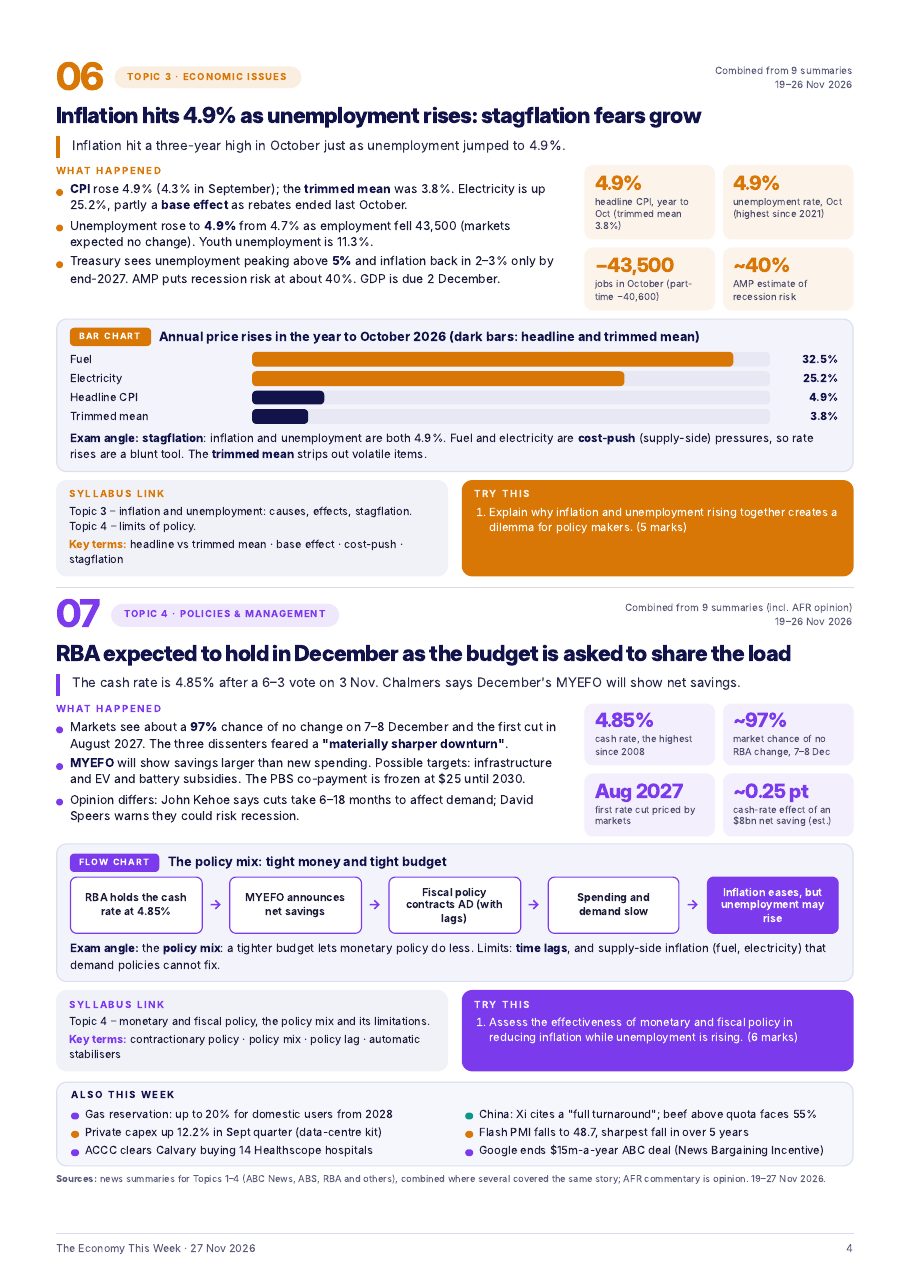 06 TOPIC 3 · ECONOMIC ISSUES
Combined from 9 summaries
19–26 Nov 2026
Inflation hits 4.9% as unemployment rises: stagflation fears grow
Inflation hit a three-year high in October just as unemployment jumped to 4.9%.
WHAT HAPPENED
CPI rose 4.9% (4.3% in September); the trimmed mean was 3.8%. Electricity is up
25.2%, partly a base effect as rebates ended last October.
Unemployment rose to 4.9% from 4.7% as employment fell 43,500 (markets
expected no change). Youth unemployment is 11.3%.
Treasury sees unemployment peaking above 5% and inflation back in 2–3% only by
end-2027. AMP puts recession risk at about 40%. GDP is due 2 December.
4.9%
headline CPI, year to
Oct (trimmed mean
3.8%)
4.9%
unemployment rate, Oct
(highest since 2021)
−43,500
jobs in October (part-
time −40,600)
~40%
AMP estimate of
recession risk
BAR CHART Annual price rises in the year to October 2026 (dark bars: headline and trimmed mean)
Fuel 32.5%
Electricity 25.2%
Headline CPI 4.9%
Trimmed mean 3.8%
Exam angle: stagflation: inflation and unemployment are both 4.9%. Fuel and electricity are cost-push (supply-side) pressures, so rate
rises are a blunt tool. The trimmed mean strips out volatile items.
SYLLABUS LINK
Topic 3 – inflation and unemployment: causes, effects, stagflation.
Topic 4 – limits of policy.
Key terms: headline vs trimmed mean · base effect · cost-push ·
stagflation
TRY THIS
1. Explain why inflation and unemployment rising together creates a
dilemma for policy makers. (5 marks)
07 TOPIC 4 · POLICIES & MANAGEMENT
Combined from 9 summaries (incl. AFR opinion)
19–26 Nov 2026
RBA expected to hold in December as the budget is asked to share the load
The cash rate is 4.85% after a 6–3 vote on 3 Nov. Chalmers says December's MYEFO will show net savings.
WHAT HAPPENED
Markets see about a 97% chance of no change on 7–8 December and the first cut in
August 2027. The three dissenters feared a "materially sharper downturn".
MYEFO will show savings larger than new spending. Possible targets: infrastructure
and EV and battery subsidies. The PBS co-payment is frozen at $25 until 2030.
Opinion differs: John Kehoe says cuts take 6–18 months to affect demand; David
Speers warns they could risk recession.
4.85%
cash rate, the highest
since 2008
~97%
market chance of no
RBA change, 7–8 Dec
Aug 2027
first rate cut priced by
markets
~0.25 pt
cash-rate effect of an
$8bn net saving (est.)
FLOW CHART The policy mix: tight money and tight budget
RBA holds the cash
rate at 4.85%
→
MYEFO announces
net savings
→
Fiscal policy
contracts AD (with
lags)
→
Spending and
demand slow
→
Inflation eases, but
unemployment may
rise
Exam angle: the policy mix: a tighter budget lets monetary policy do less. Limits: time lags, and supply-side inflation (fuel, electricity) that
demand policies cannot fix.
SYLLABUS LINK
Topic 4 – monetary and fiscal policy, the policy mix and its limitations.
Key terms: contractionary policy · policy mix · policy lag · automatic
stabilisers
TRY THIS
1. Assess the effectiveness of monetary and fiscal policy in
reducing inflation while unemployment is rising. (6 marks)
ALSO THIS WEEK
Gas reservation: up to 20% for domestic users from 2028
Private capex up 12.2% in Sept quarter (data-centre kit)
ACCC clears Calvary buying 14 Healthscope hospitals
China: Xi cites a "full turnaround"; beef above quota faces 55%
Flash PMI falls to 48.7, sharpest fall in over 5 years
Google ends $15m-a-year ABC deal (News Bargaining Incentive)
Sources: news summaries for Topics 1–4 (ABC News, ABS, RBA and others), combined where several covered the same story; AFR commentary is opinion. 19–27 Nov 2026.
The Economy This Week · 27 Nov 2026 4